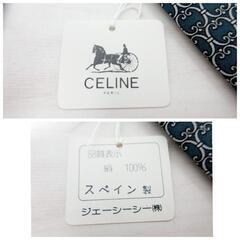 CELINE
PARIS
品質表示
絹 100%
スペイン 製
ジェーシーシー(株)